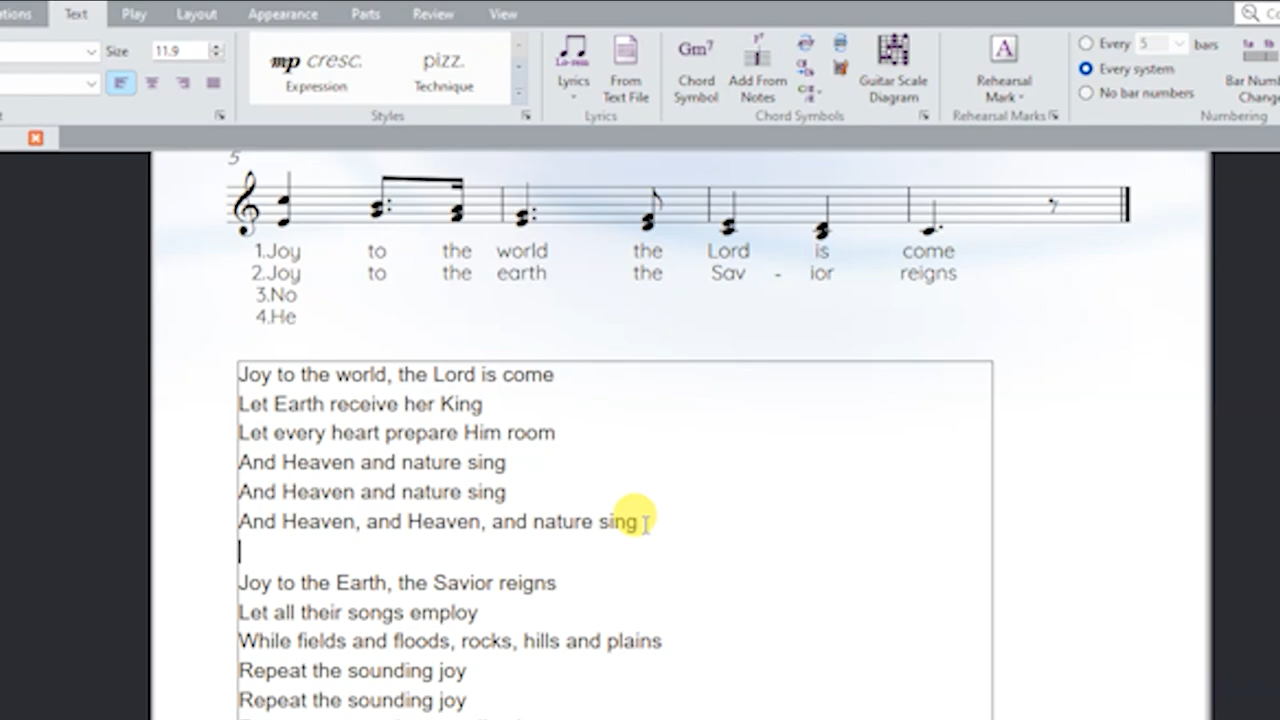 Text Play Layout Appearance Parts Review View
Size 11.9
mp cresc. pizz.
Expression Technique
Styles
Lyrics
From Text File
Lyrics
Gm7
Chord Symbol
Add From Notes
Guitar Scale Diagram
Chord Symbols
A
Rehearsal Mark
Rehearsal Marks
Every 5 bars
Every system
No bar numbers
Bar Num
Change
Numbering
5
1.Joy to the world the Lord is come
2.Joy to the earth the Sav - ior reigns
3.No
4.He
Joy to the world, the Lord is come
Let Earth receive her King
Let every heart prepare Him room
And Heaven and nature sing
And Heaven and nature sing
And Heaven, and Heaven, and nature sing
Joy to the Earth, the Savior reigns
Let all their songs employ
While fields and floods, rocks, hills and plains
Repeat the sounding joy
Repeat the sounding joy